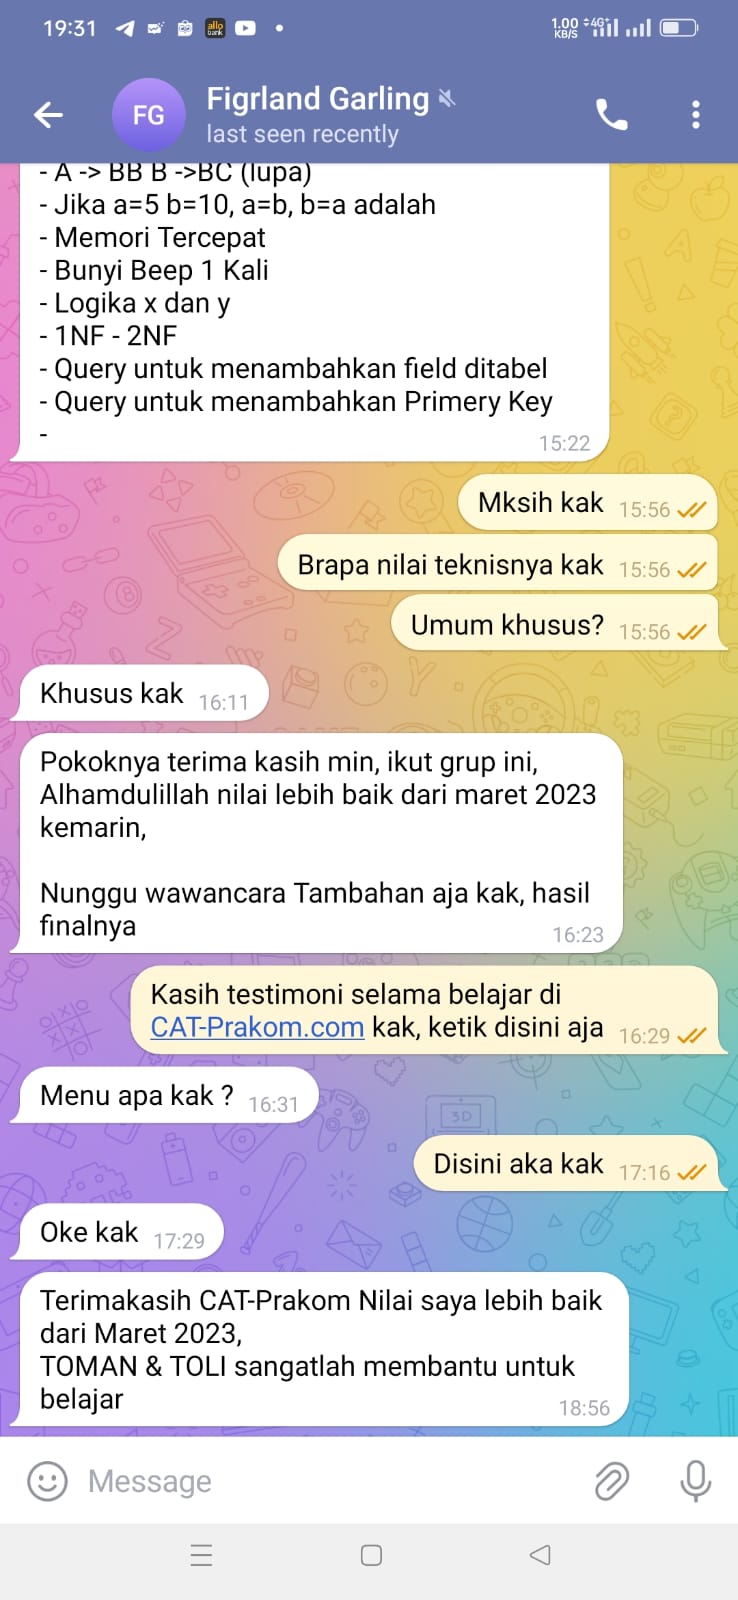 19:31
allo bank
1.00 KB/S 4G+
FG
Figrland Garling
last seen recently
- A -> BB B ->BC (lupa)
- Jika a=5 b=10, a=b, b=a adalah
- Memori Tercepat
- Bunyi Beep 1 Kali
- Logika x dan y
- 1NF - 2NF
- Query untuk menambahkan field ditabel
- Query untuk menambahkan Primery Key
-
15:22
Mksih kak 15:56
Brapa nilai teknisnya kak 15:56
Umum khusus? 15:56
Khusus kak 16:11
Pokoknya terima kasih min, ikut grup ini,
Alhamdulillah nilai lebih baik dari maret 2023
kemarin,
Nunggu wawancara Tambahan aja kak, hasil
finalnya 16:23
Kasih testimoni selama belajar di
CAT-Prakom.com kak, ketik disini aja 16:29
Menu apa kak ? 16:31
Disini aka kak 17:16
Oke kak 17:29
Terimakasih CAT-Prakom Nilai saya lebih baik
dari Maret 2023,
TOMAN & TOLI sangatlah membantu untuk
belajar 18:56
Message